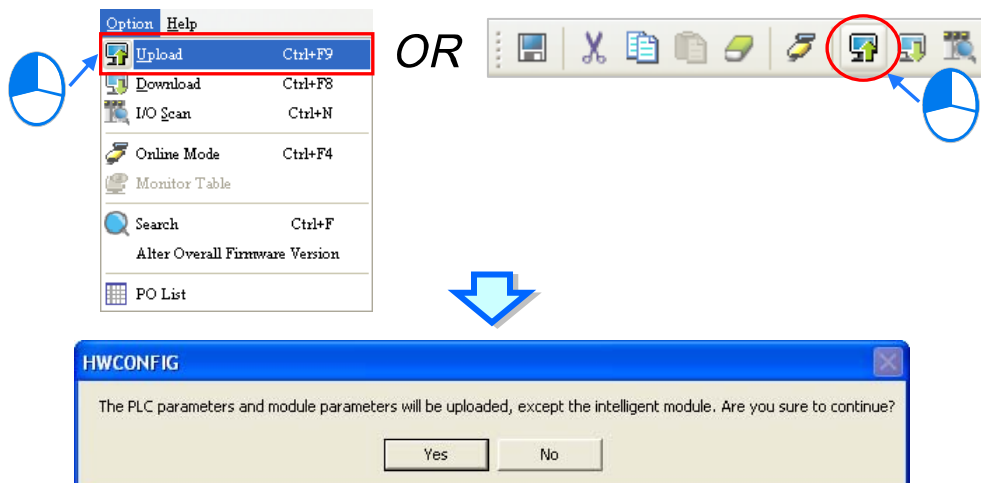 Option Help
Upload Ctrl+F9
Download Ctrl+F8
I/O Scan Ctrl+N
Online Mode Ctrl+F4
Monitor Table
Search Ctrl+F
Alter Overall Firmware Version
PO List
OR
HWCONFIG
The PLC parameters and module parameters will be uploaded, except the intelligent module. Are you sure to continue?
Yes No